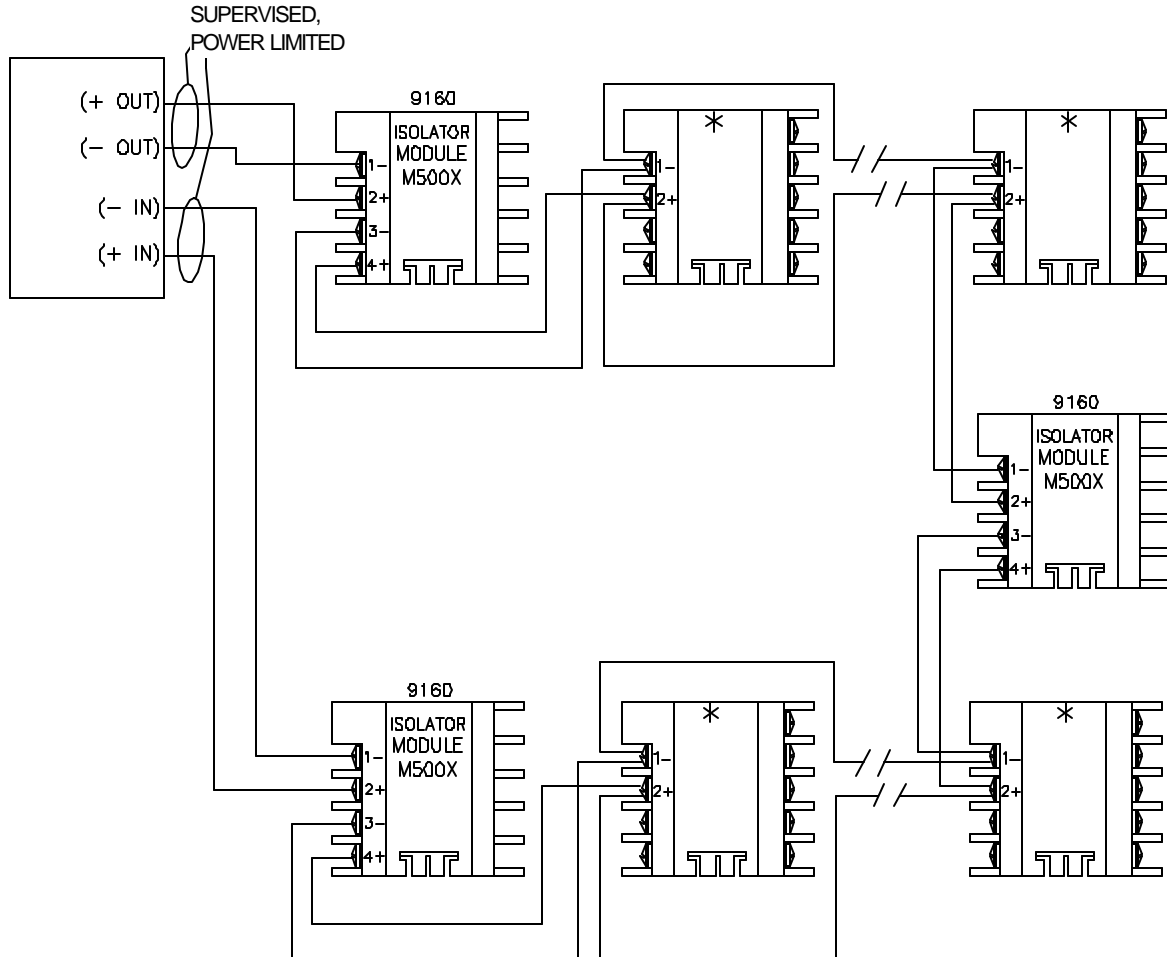 SUPERVISED,
POWER LIMITED
(+ OUT)
(- OUT)
(- IN)
(+ IN)
9160
ISOLATOR
MODULE
M500X
1-
2+
3-
4+
*
1-
2+
*
1-
2+
9160
ISOLATOR
MODULE
M500X
1-
2+
3-
4+
9160
ISOLATOR
MODULE
M500X
1-
2+
3-
4+
*
1-
2+
*
1-
2+